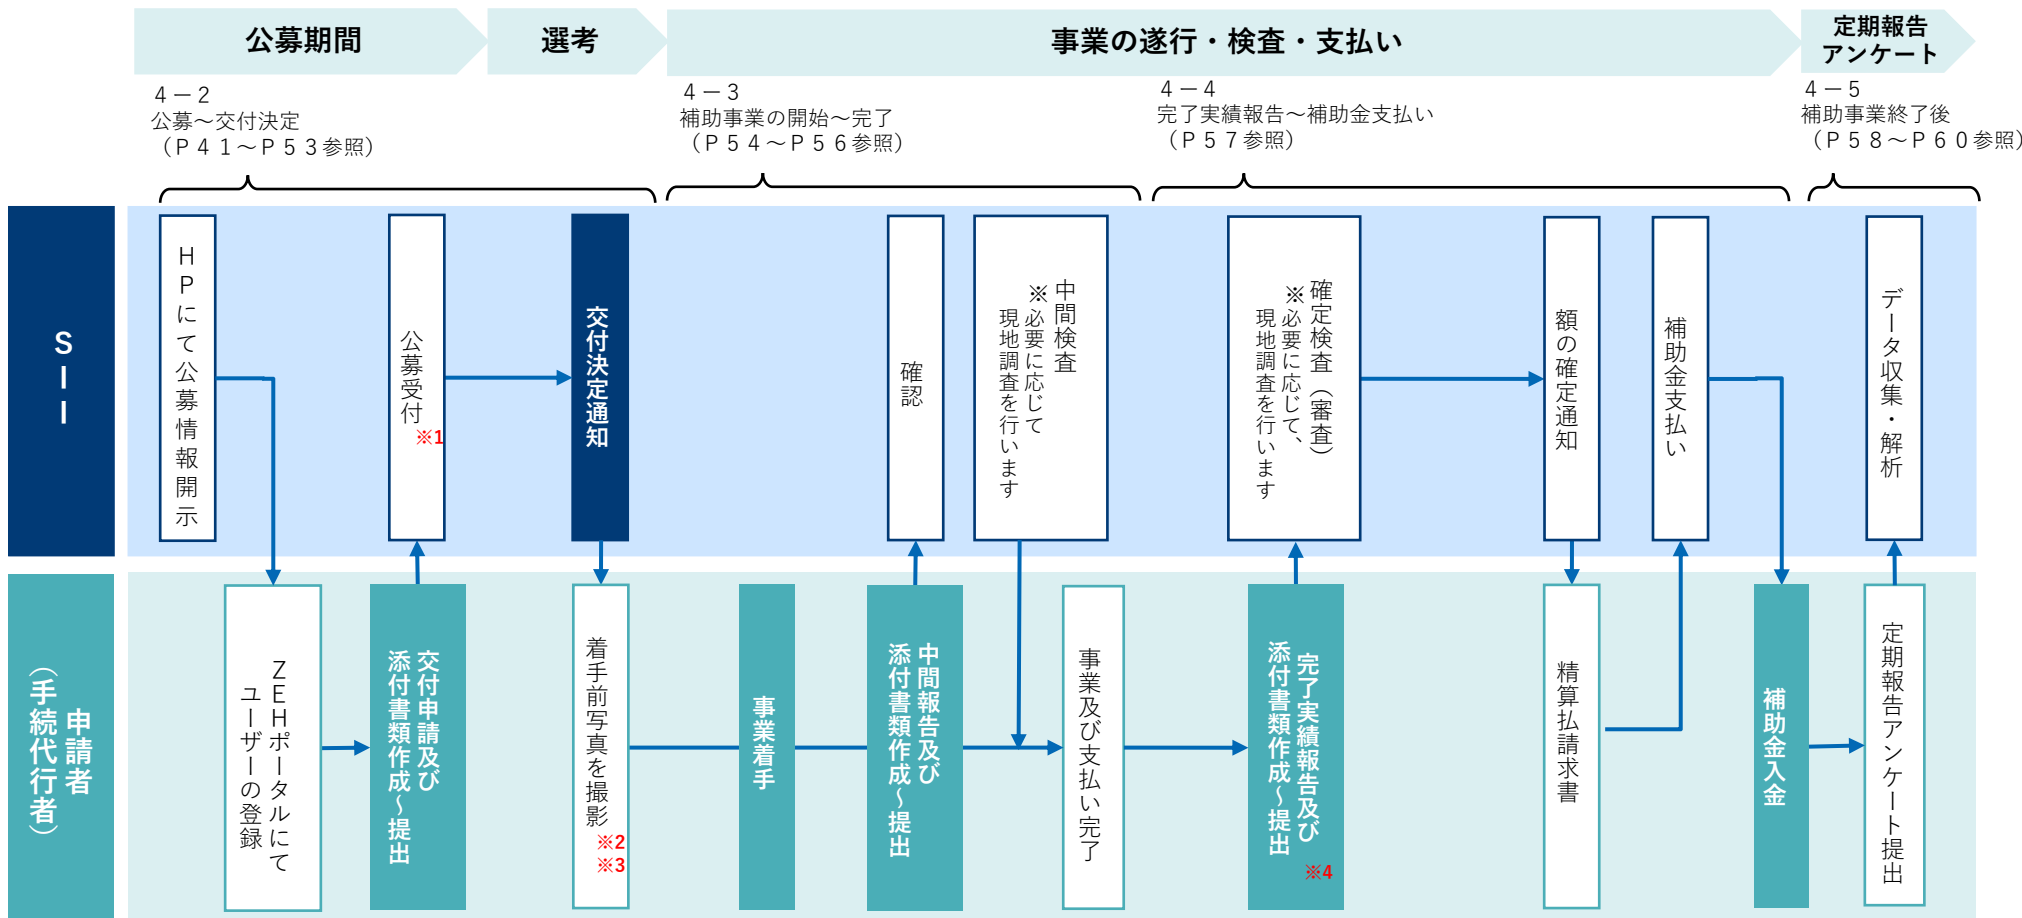 公募期間
選考
事業の遂行・検査・支払い
定期報告
アンケート
４－２
公募～交付決定
（Ｐ４１～Ｐ５３参照）
４－３
補助事業の開始～完了
（Ｐ５４～Ｐ５６参照）
４－４
完了実績報告～補助金支払い
（Ｐ５７参照）
４－５
補助事業終了後
（Ｐ５８～Ｐ６０参照）
ＳＩＩ
ＨＰにて公募情報開示
公募受付
※1
交付決定通知
確認
中間検査
※必要に応じて
現地調査を行います
確定検査（審査）
※必要に応じて、
現地調査を行います
額の確定通知
補助金支払い
データ収集・解析
申請者
（手続代行者）
ＺＥＨポータルにて
ユーザーの登録
交付申請及び
添付書類作成～提出
着手前写真を撮影
※2
※3
事業着手
中間報告及び
添付書類作成～提出
事業及び支払い完了
完了実績報告及び
添付書類作成～提出
※4
精算払請求書
補助金入金
定期報告アンケート提出